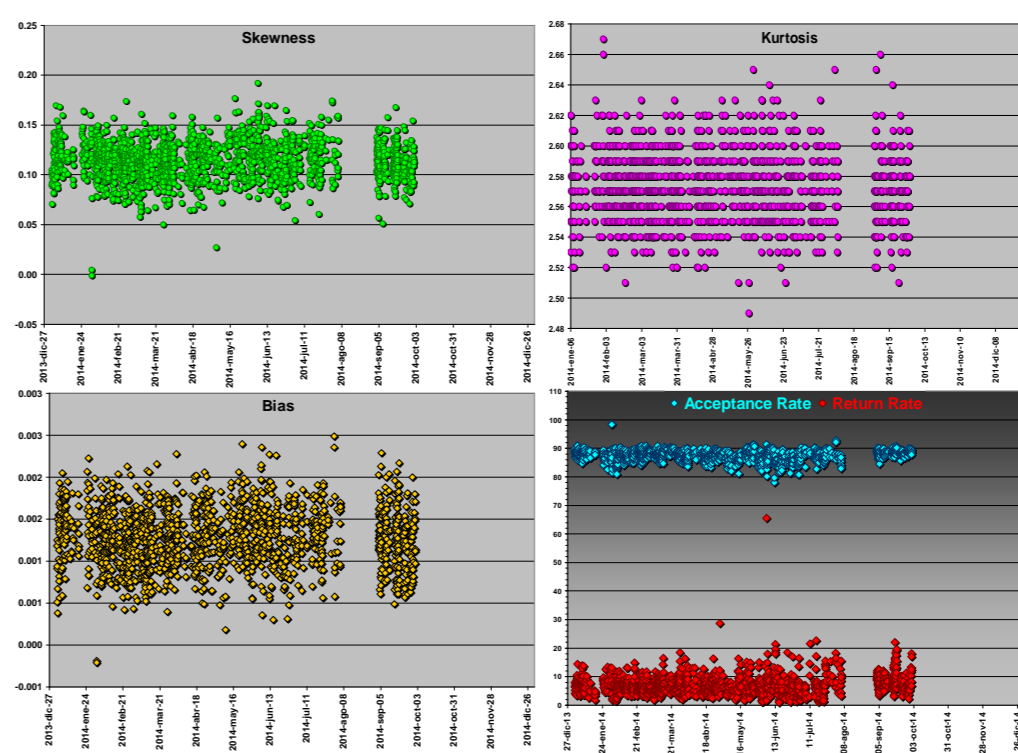 Skewness
0.25
0.20
0.15
0.10
0.05
0.00
-0.05
2013-dic-27
2014-ene-24
2014-feb-21
2014-mar-21
2014-abr-18
2014-may-16
2014-jun-13
2014-jul-11
2014-ago-08
2014-sep-05
2014-oct-03
2014-oct-31
2014-nov-28
2014-dic-26
Kurtosis
2.68
2.66
2.64
2.62
2.60
2.58
2.56
2.54
2.52
2.50
2.48
2014-ene-06
2014-feb-03
2014-mar-03
2014-mar-31
2014-abr-28
2014-may-26
2014-jun-23
2014-jul-21
2014-ago-18
2014-sep-15
2014-oct-13
2014-nov-10
2014-dic-08
Bias
0.003
0.003
0.002
0.002
0.001
0.001
0.000
-0.001
2013-dic-27
2014-ene-24
2014-feb-21
2014-mar-21
2014-abr-18
2014-may-16
2014-jun-13
2014-jul-11
2014-ago-08
2014-sep-05
2014-oct-03
2014-oct-31
2014-nov-28
2014-dic-26
Acceptance Rate Return Rate
110
100
90
80
70
60
50
40
30
20
10
0
27-dic-13
24-ene-14
21-feb-14
21-mar-14
18-abr-14
16-may-14
13-jun-14
11-jul-14
08-ago-14
05-sep-14
03-oct-14
31-oct-14
28-nov-14